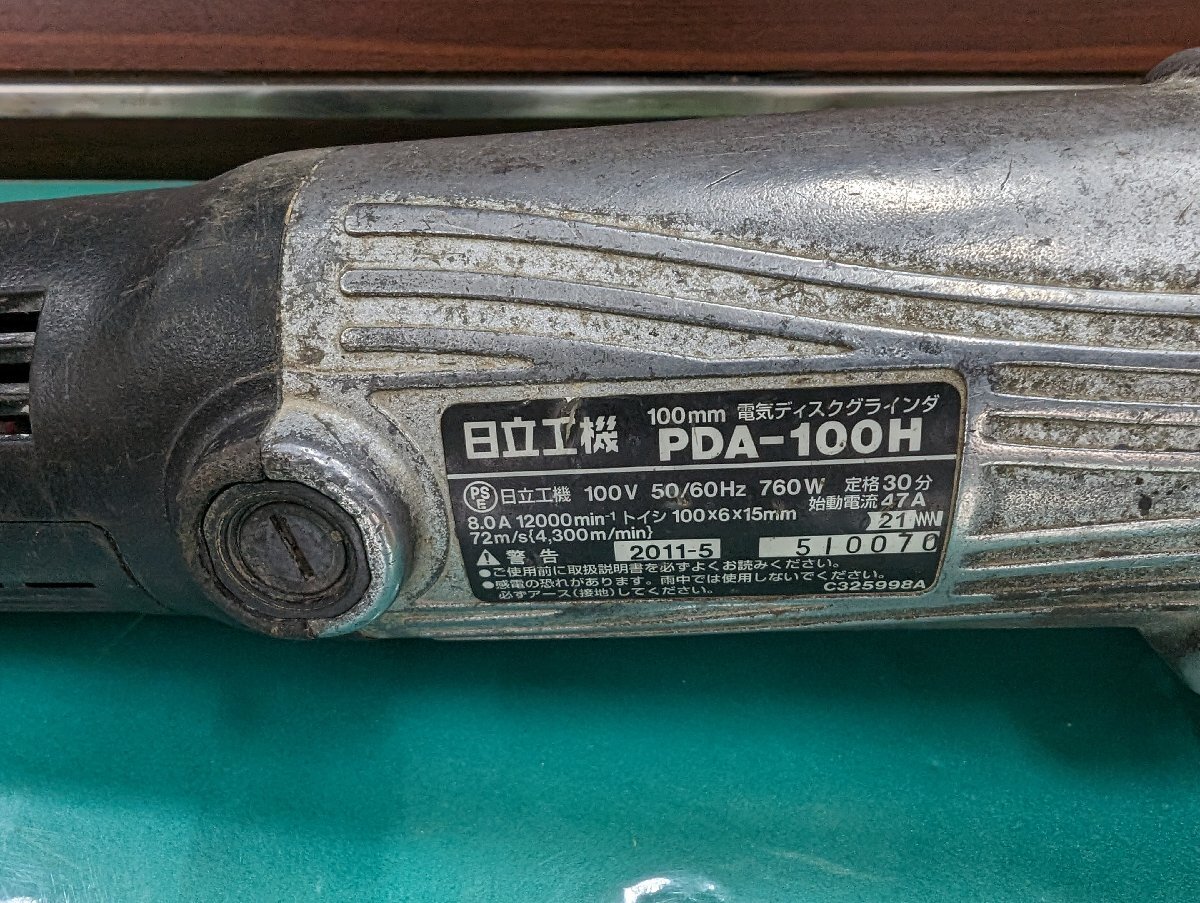 100mm 電気ディスクグラインダ
日立工機 PDA-100H
PSE 日立工機 100V 50/60Hz 760W 定格30分
始動電流47A
8.0A 12000min⁻¹ トイシ 100×6×15mm
72m/s{4,300m/min} 21
警告 2011-5 510070
●ご使用前に取扱説明書を必ずよくお読みください。
●感電の恐れがあります。雨中では使用しないでください。
必ずアース(接地)してください。 C325998A